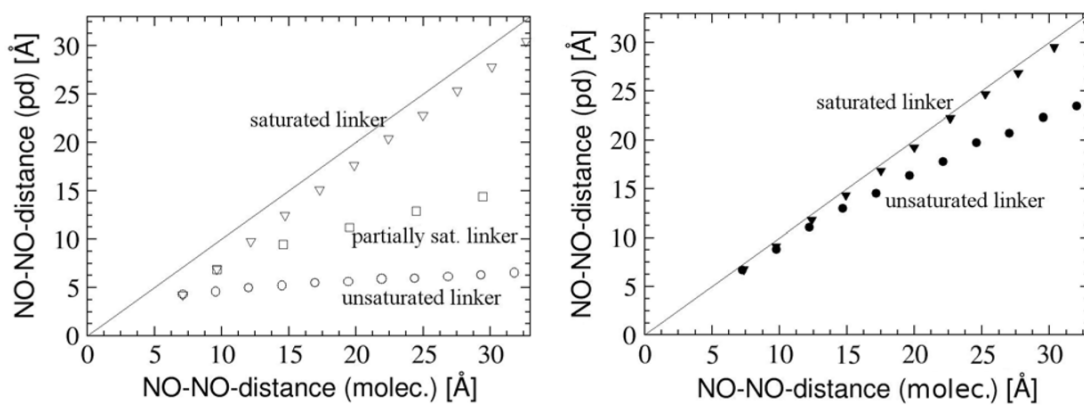 NO-NO-distance (pd) [Å]
30
25
20
15
10
5
0
saturated linker
partially sat. linker
unsaturated linker
0 5 10 15 20 25 30
NO-NO-distance (molec.) [Å]
NO-NO-distance (pd) [Å]
30
25
20
15
10
5
0
saturated linker
unsaturated linker
0 5 10 15 20 25 30
NO-NO-distance (molec.) [Å]